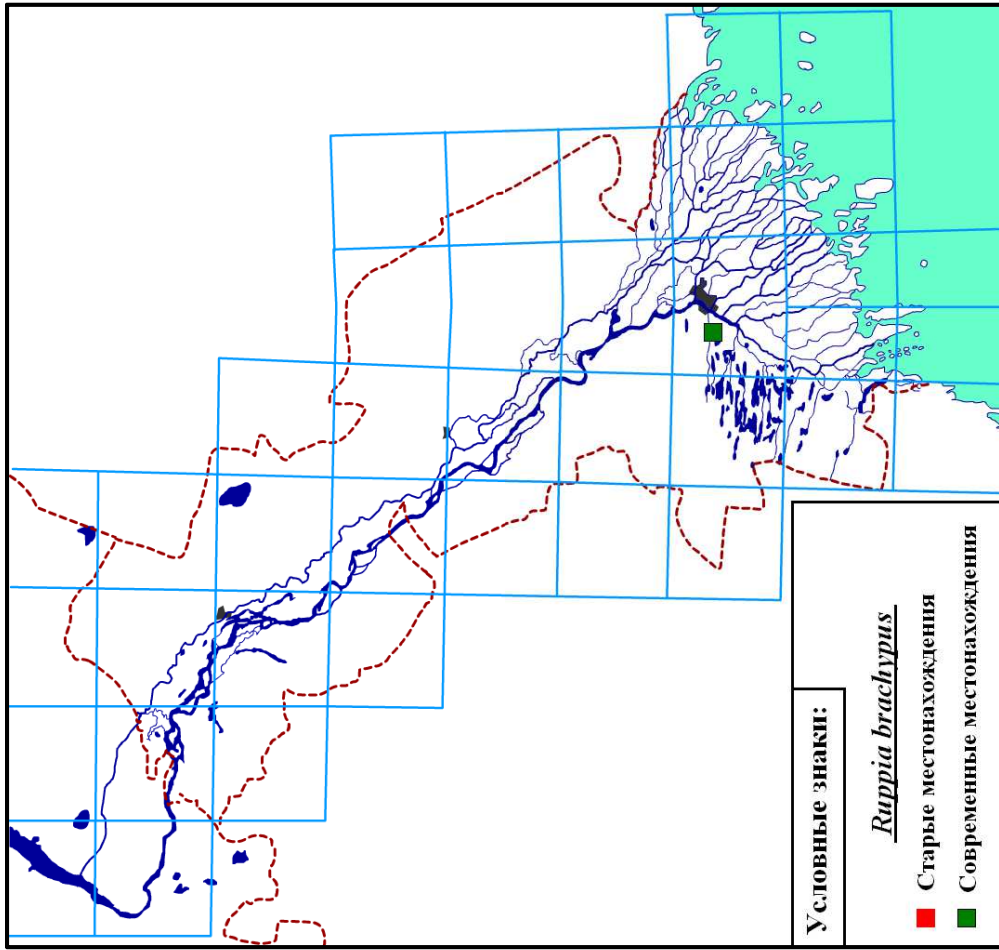 Условные знаки:
Ruppia brachypus
Старые местонахождения
Современные местонахождения